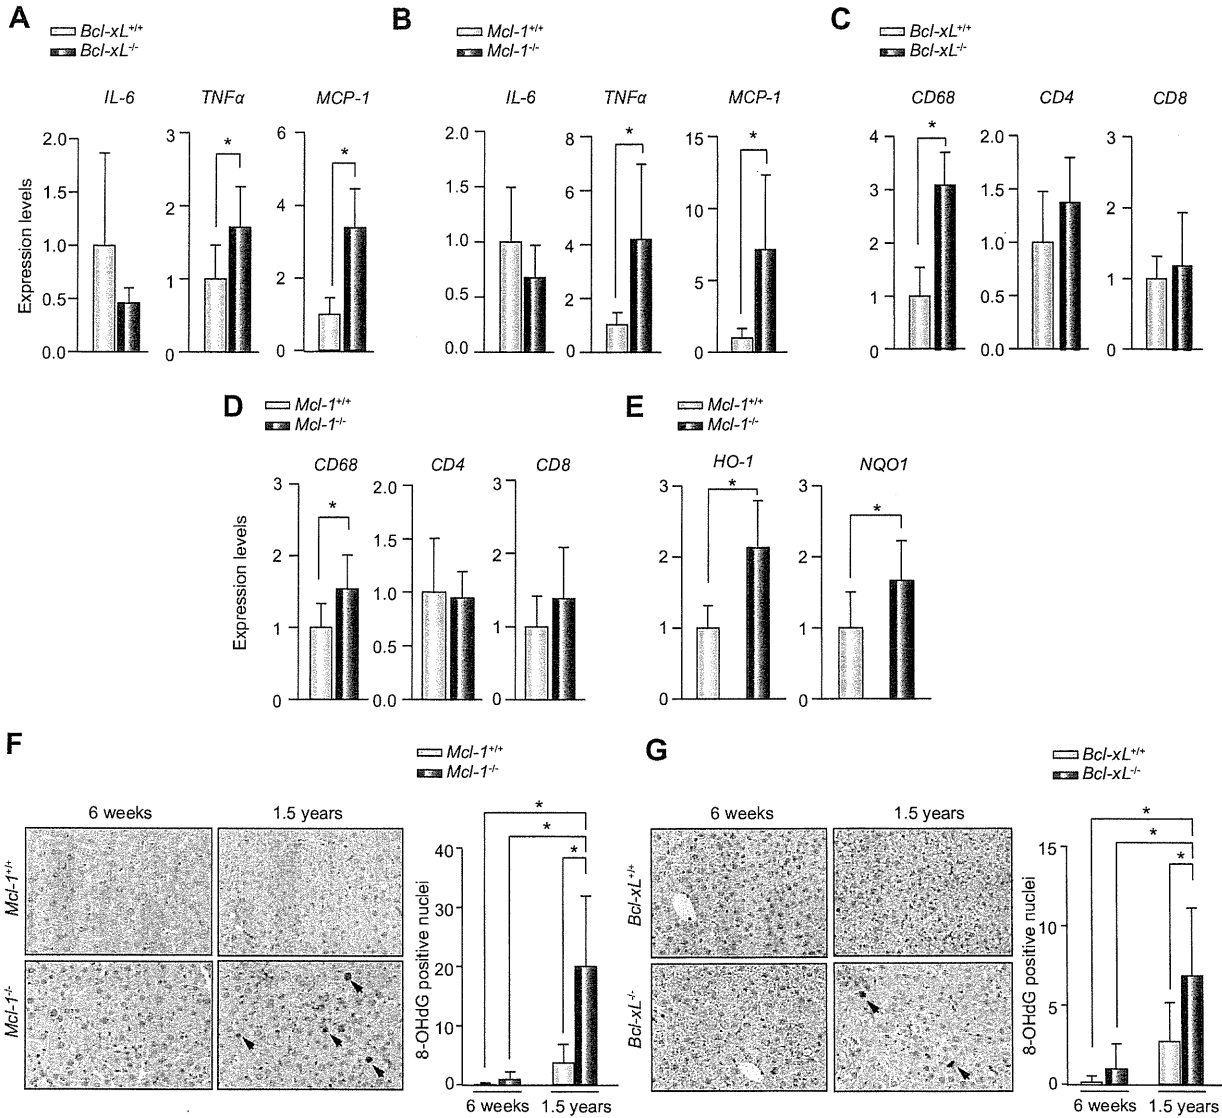 A
Bcl-xL+/+
Bcl-xL-/-
IL-6
TNFα
MCP-1
Expression levels
2.0
1.5
1.0
0.5
0.0
3
2
1
0
*
6
4
2
0
*
B
Mcl-1+/+
Mcl-1-/-
IL-6
TNFα
MCP-1
2.0
1.5
1.0
0.5
0.0
8
6
4
2
0
*
15
10
5
0
*
C
Bcl-xL+/+
Bcl-xL-/-
CD68
CD4
CD8
4
3
2
1
0
*
2.0
1.5
1.0
0.5
0.0
3
2
1
0
D
Mcl-1+/+
Mcl-1-/-
CD68
CD4
CD8
Expression levels
3
2
1
0
*
2.0
1.5
1.0
0.5
0.0
3
2
1
0
E
Mcl-1+/+
Mcl-1-/-
HO-1
NQO1
3
2
1
0
*
3
2
1
0
*
F
6 weeks
1.5 years
Mcl-1+/+
Mcl-1-/-
Mcl-1+/+
Mcl-1-/-
8-OHdG positive nuclei
40
30
20
10
0
*
*
*
6 weeks
1.5 years
G
6 weeks
1.5 years
Bcl-xL+/+
Bcl-xL-/-
Bcl-xL+/+
Bcl-xL-/-
8-OHdG positive nuclei
15
10
5
0
*
*
*
6 weeks
1.5 years